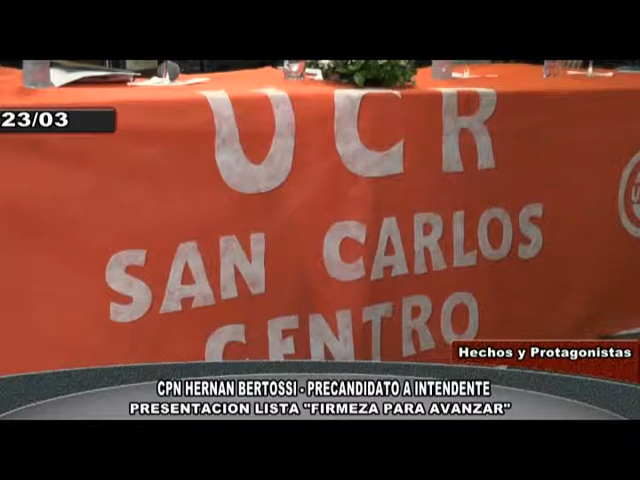 23/03
UCR
SAN CARLOS
CENTRO
Hechos y Protagonistas
CPN HERNAN BERTOSSI - PRECANDIDATO A INTENDENTE
PRESENTACION LISTA "FIRMEZA PARA AVANZAR"